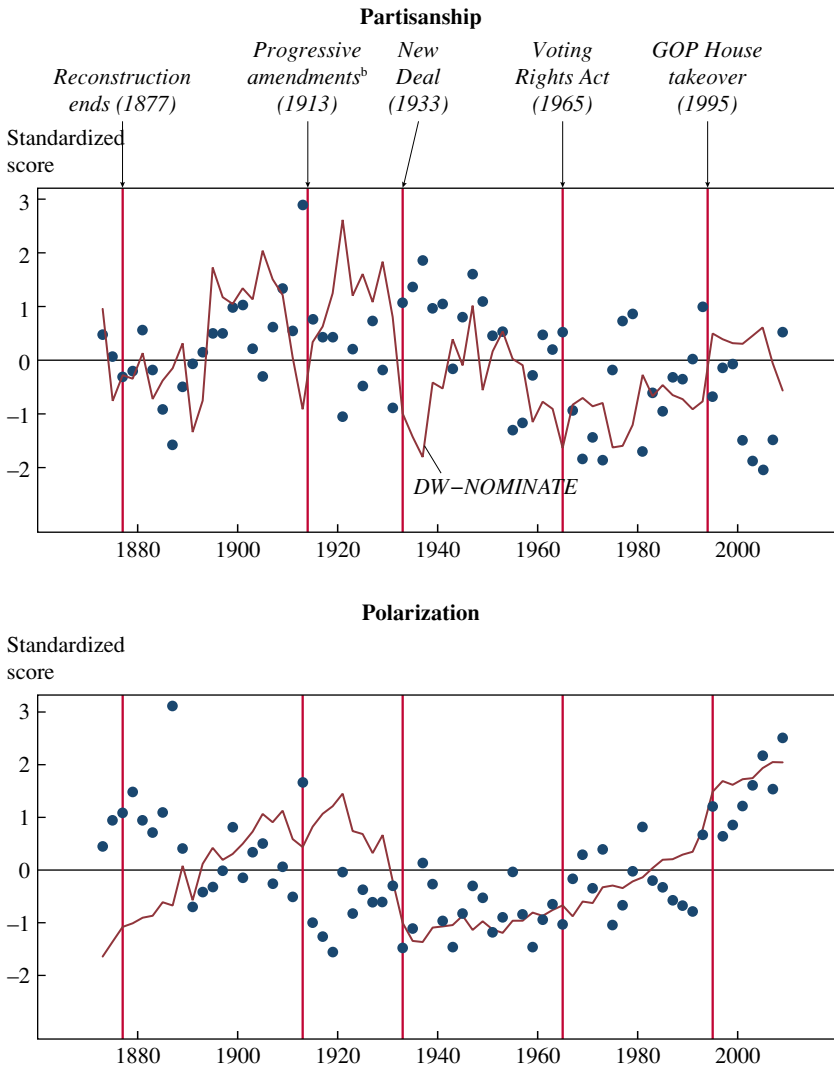 Partisanship
Reconstruction
ends (1877)
Progressive
amendmentsᵇ
(1913)
New
Deal
(1933)
Voting
Rights Act
(1965)
GOP House
takeover
(1995)
Standardized
score
3
2
1
0
–1
–2
DW–NOMINATE
1880 1900 1920 1940 1960 1980 2000
Polarization
Standardized
score
3
2
1
0
–1
–2
1880 1900 1920 1940 1960 1980 2000